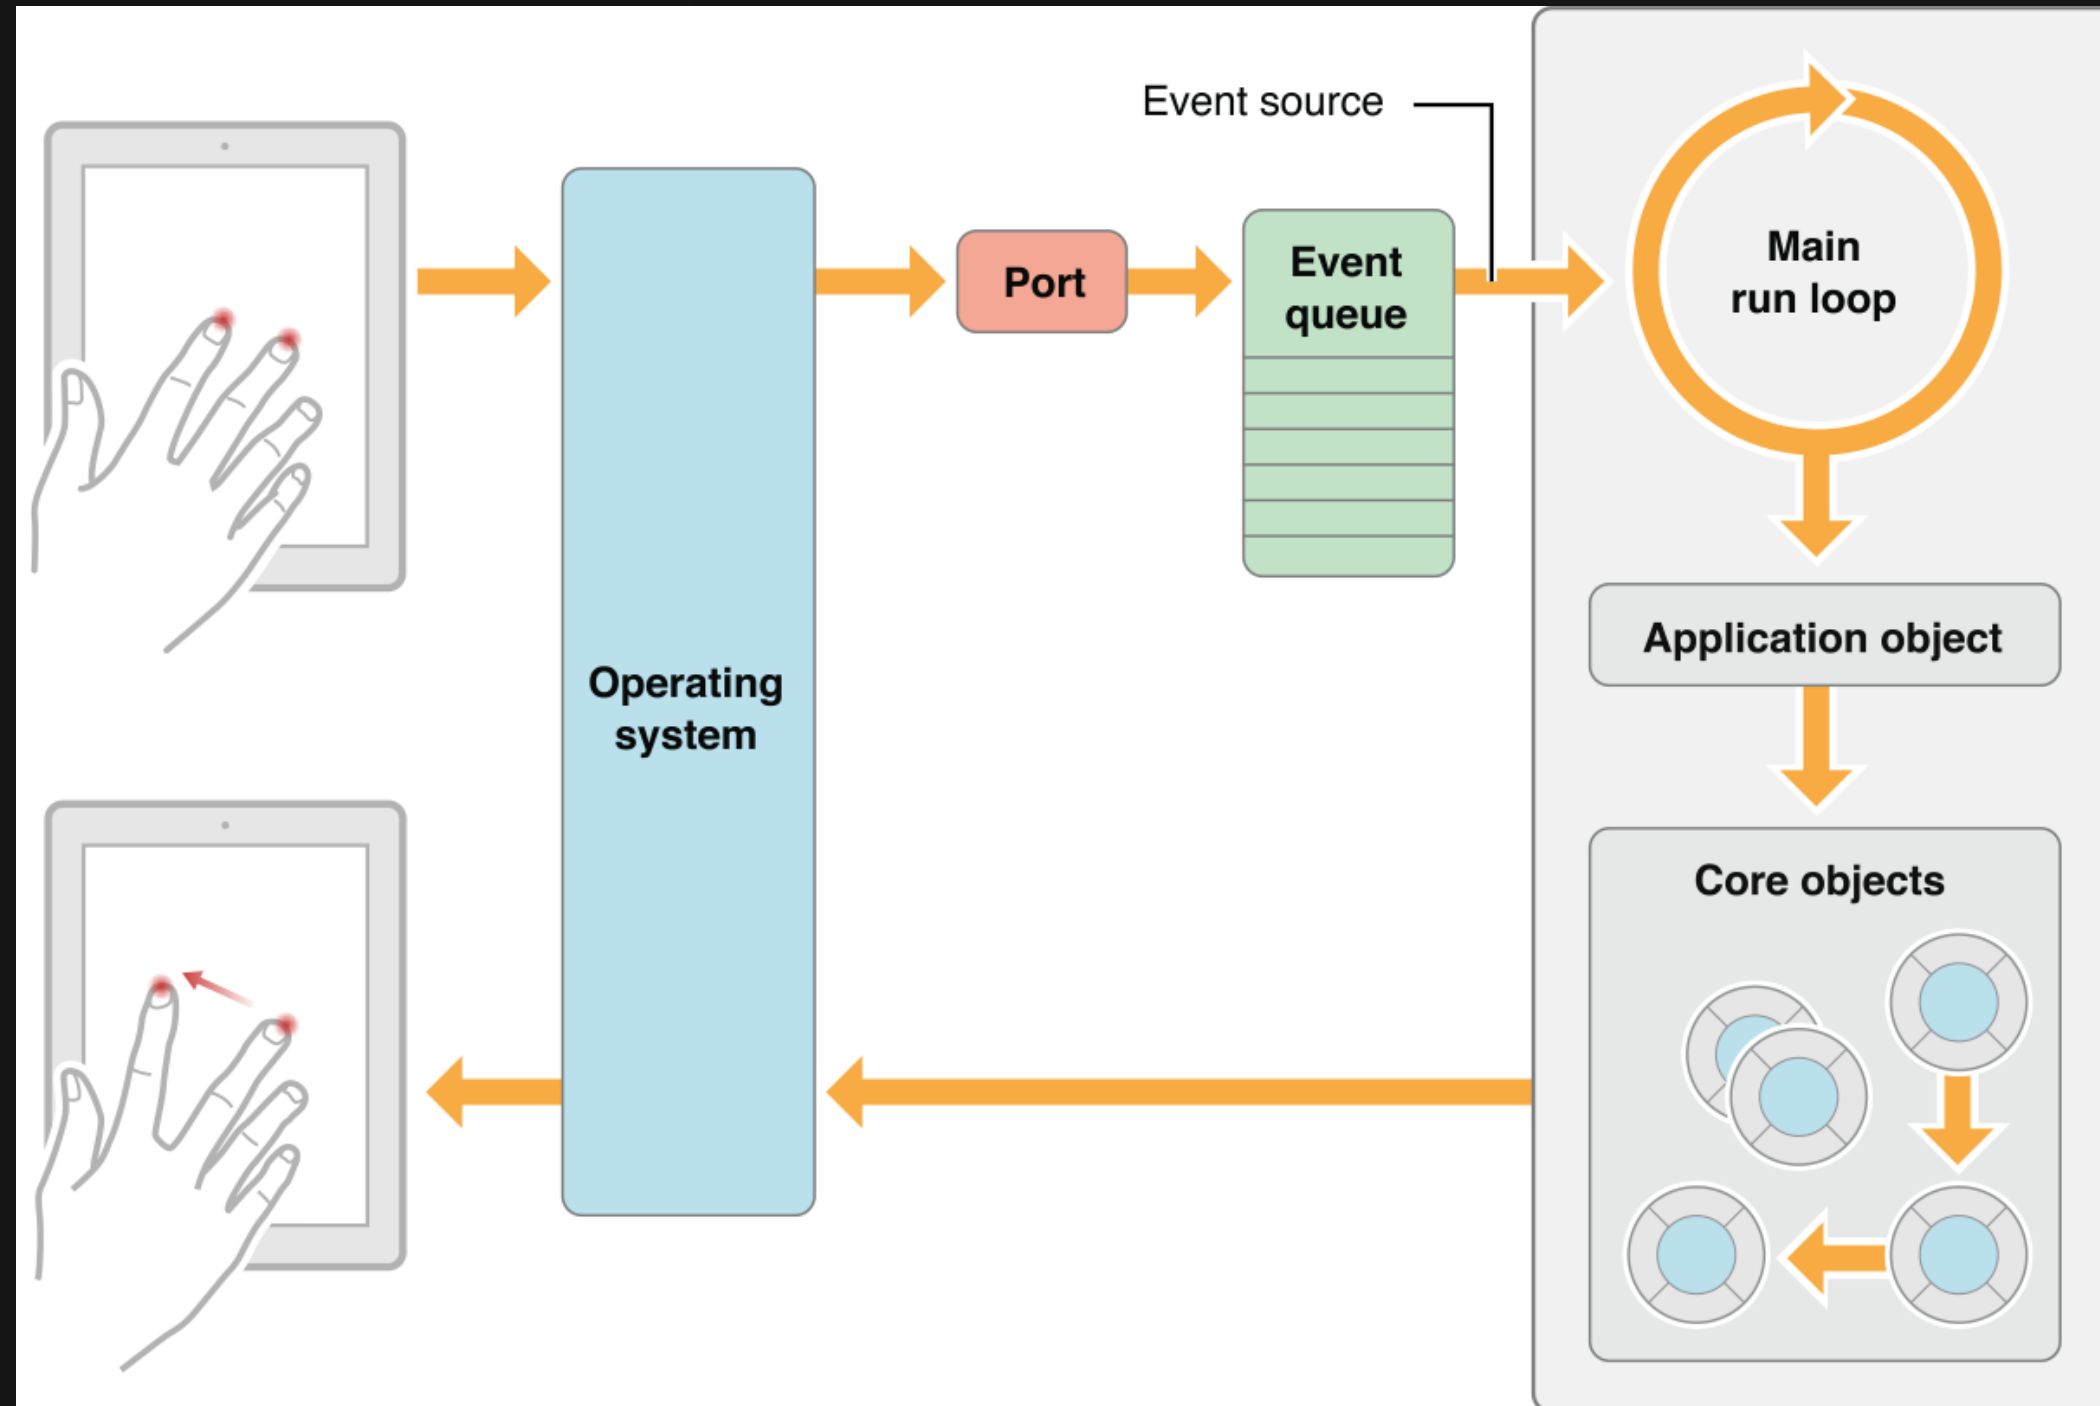 Event source
Main
run loop
Event
queue
Port
Operating
system
Application object
Core objects